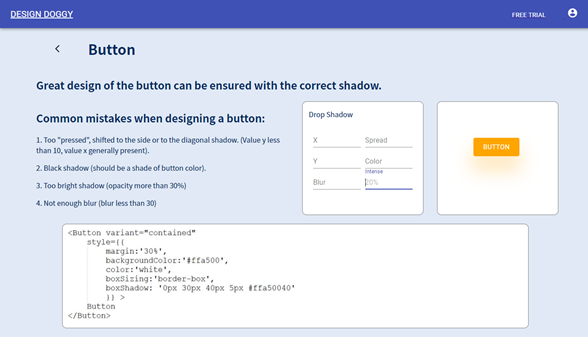 DESIGN DOGGY
FREE TRIAL
Button
Great design of the button can be ensured with the correct shadow.
Common mistakes when designing a button:
1. Too "pressed", shifted to the side or to the diagonal shadow. (Value y less
than 10, value x generally present).
2. Black shadow (should be a shade of button color).
3. Too bright shadow (opacity more than 30%)
4. Not enough blur (blur less than 30)
Drop Shadow
X
Spread
Y
Color
Intense
Blur
20%
BUTTON
<Button variant="contained"
style={{
margin:'30%',
backgroundColor:'#ffa500',
color:'white',
boxSizing:'border-box',
boxShadow: '0px 30px 40px 5px #ffa50040'
}} >
Button
</Button>